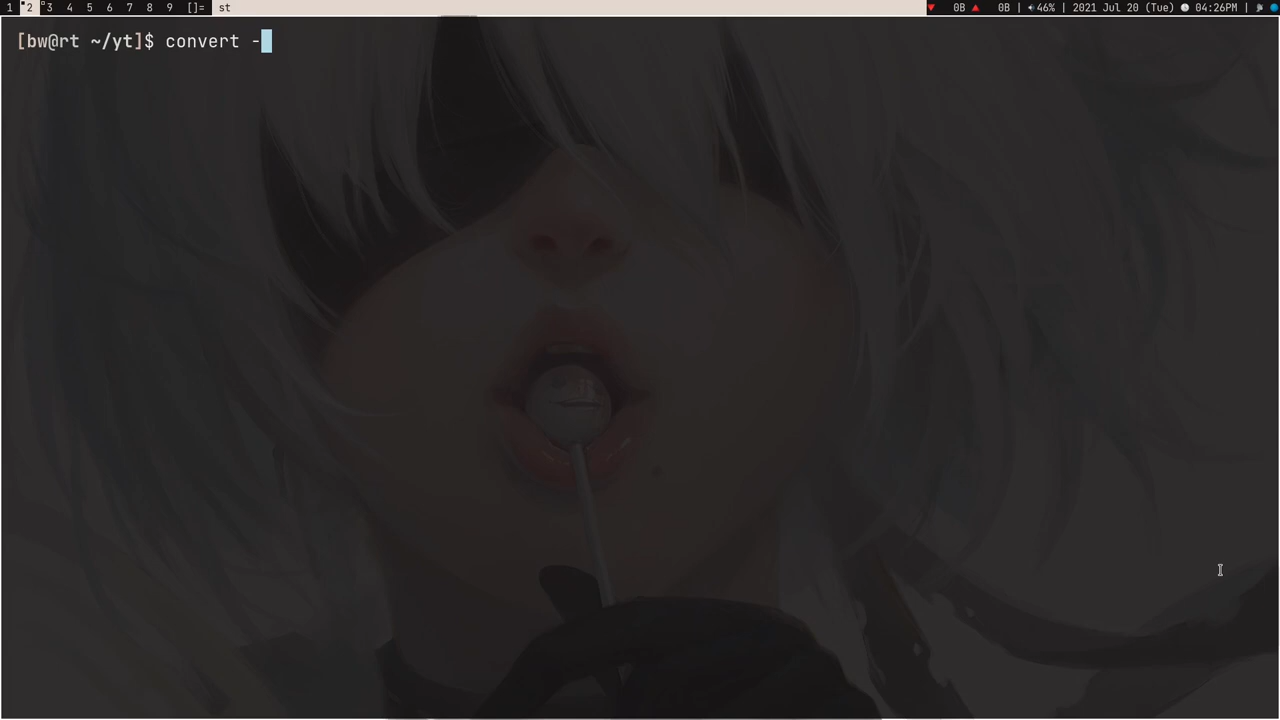 1 2 3 4 5 6 7 8 9 []= st 0B 0B | 46% | 2021 Jul 20 (Tue) 04:26PM |
[bw@rt ~/yt]$ convert -